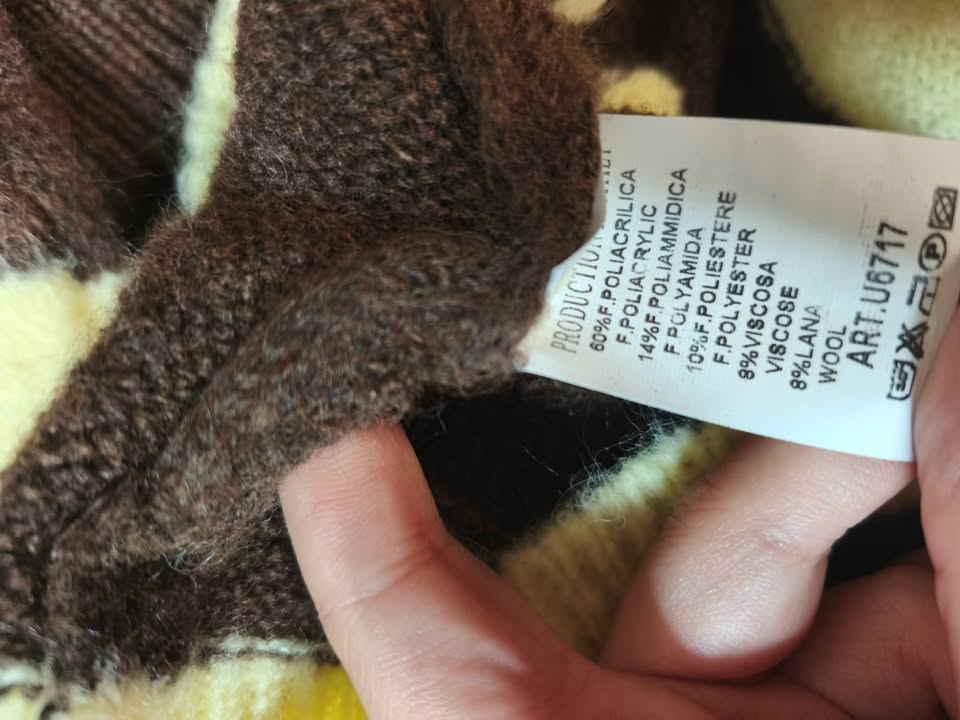 PRODUCTION
60%F.POLIACRILICA
F.POLIACRYLIC
14%F.POLIAMMIDICA
F.POLYAMIDA
10%F.POLIESTERE
F.POLYESTER
8%VISCOSA
VISCOSE
8%LANA
WOOL
ART.U6717
P